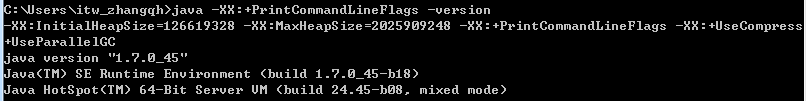 C:\Users\itw_zhangqh>java -XX:+PrintCommandLineFlags -version
-XX:InitialHeapSize=126619328 -XX:MaxHeapSize=2025909248 -XX:+PrintCommandLineFlags -XX:+UseCompress
+UseParallelGC
java version "1.7.0_45"
Java(TM) SE Runtime Environment (build 1.7.0_45-b18)
Java HotSpot(TM) 64-Bit Server VM (build 24.45-b08, mixed mode)